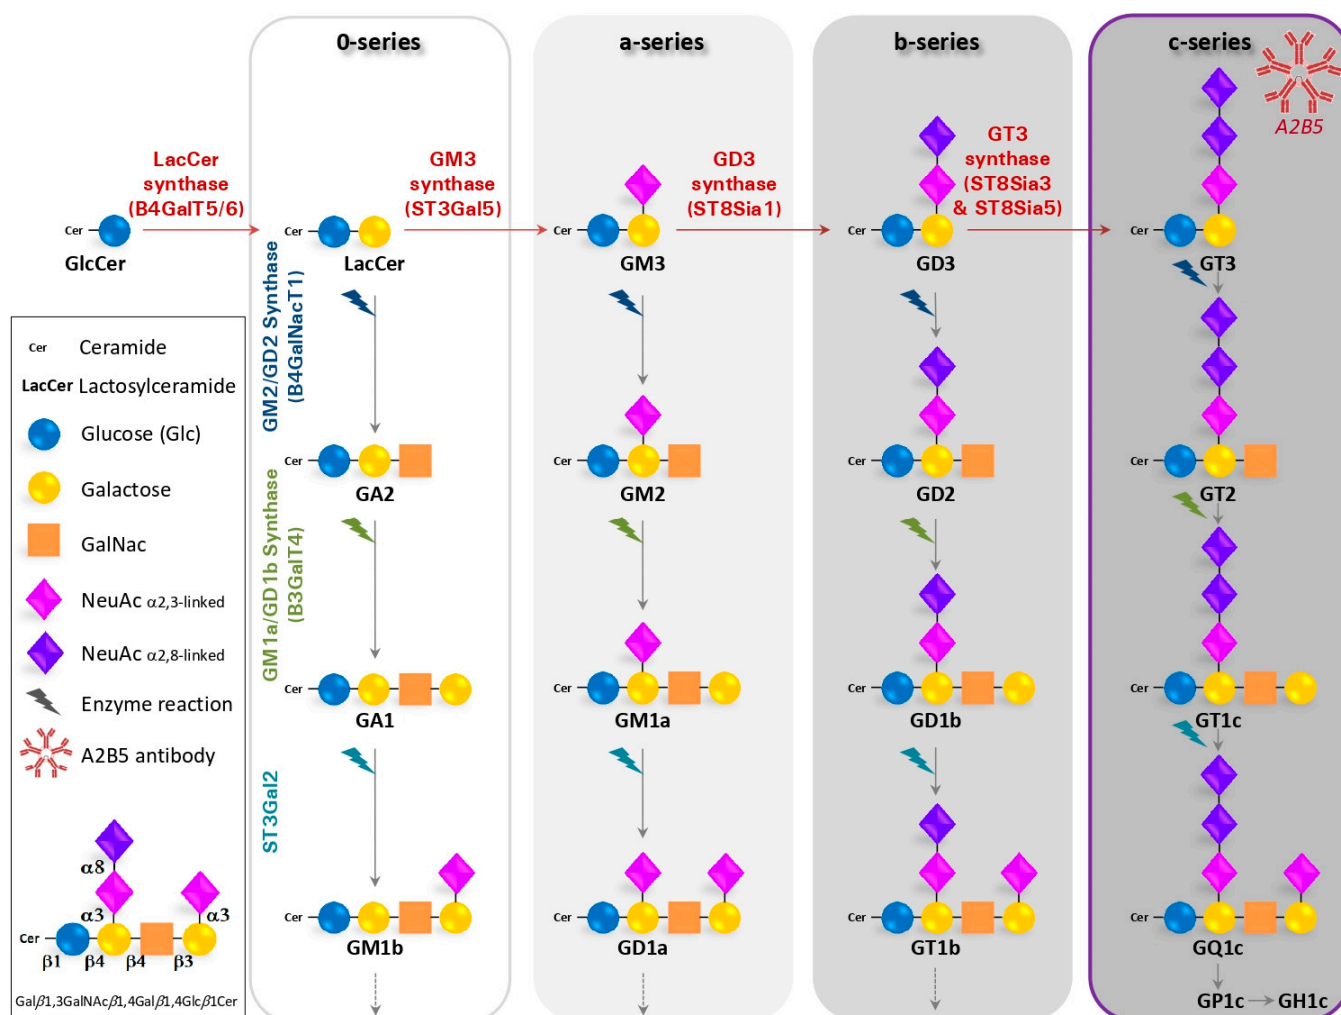 0-series
a-series
b-series
c-series
A2B5
LacCer
synthase
(B4GalT5/6)
GM3
synthase
(ST3Gal5)
GD3
synthase
(ST8Sia1)
GT3
synthase
(ST8Sia3
& ST8Sia5)
Cer
GlcCer
Cer
LacCer
Cer
GM3
Cer
GD3
Cer
GT3
GM2/GD2 Synthase
(B4GalNacT1)
Cer
GA2
Cer
GM2
Cer
GD2
Cer
GT2
GM1a/GD1b Synthase
(B3GalT4)
Cer
GA1
Cer
GM1a
Cer
GD1b
Cer
GT1c
ST3Gal2
Cer
GM1b
Cer
GD1a
Cer
GT1b
Cer
GQ1c
GP1c
GH1c
Cer Ceramide
LacCer Lactosylceramide
Glucose (Glc)
Galactose
GalNac
NeuAc α2,3-linked
NeuAc α2,8-linked
Enzyme reaction
A2B5 antibody
α8
α3
α3
Cer
β1
β4
β4
β3
Galβ1,3GalNAcβ1,4Galβ1,4Glcβ1Cer